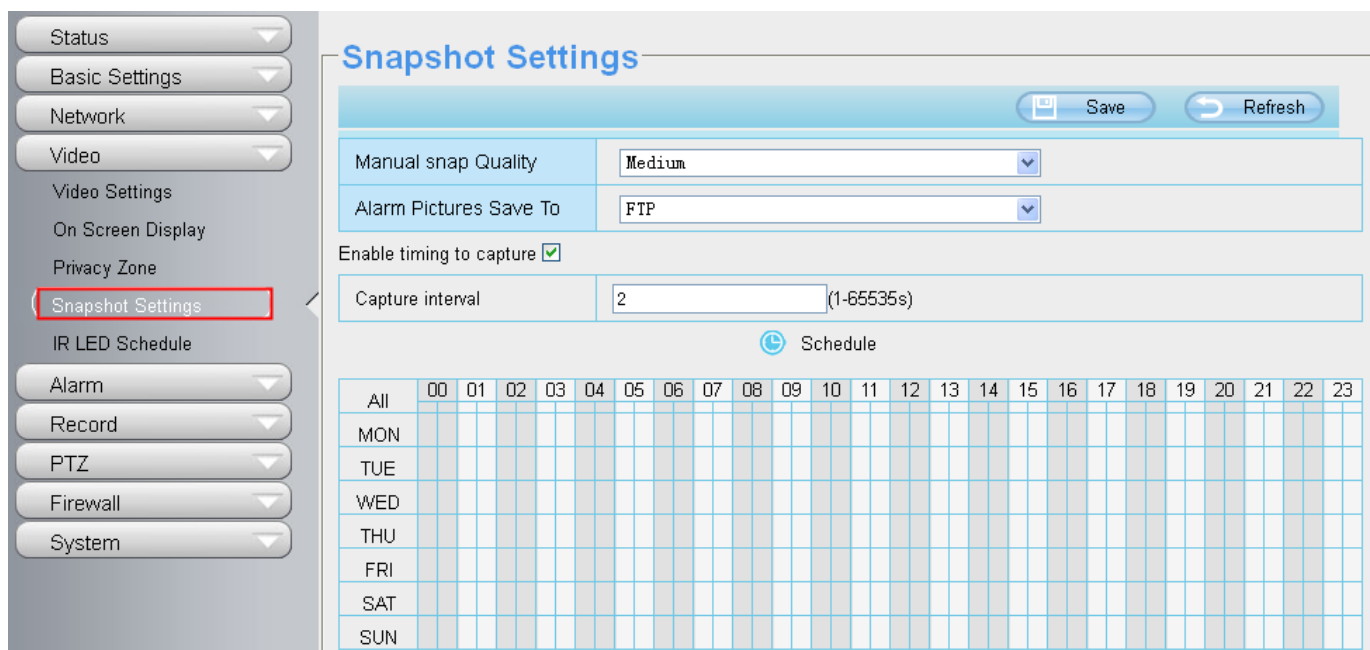 Status
Basic Settings
Network
Video
Video Settings
On Screen Display
Privacy Zone
Snapshot Settings
IR LED Schedule
Alarm
Record
PTZ
Firewall
System
Snapshot Settings
Save Refresh
Manual snap Quality Medium
Alarm Pictures Save To FTP
Enable timing to capture
Capture interval 2 (1-65535s)
Schedule
All 00 01 02 03 04 05 06 07 08 09 10 11 12 13 14 15 16 17 18 19 20 21 22 23
MON
TUE
WED
THU
FRI
SAT
SUN